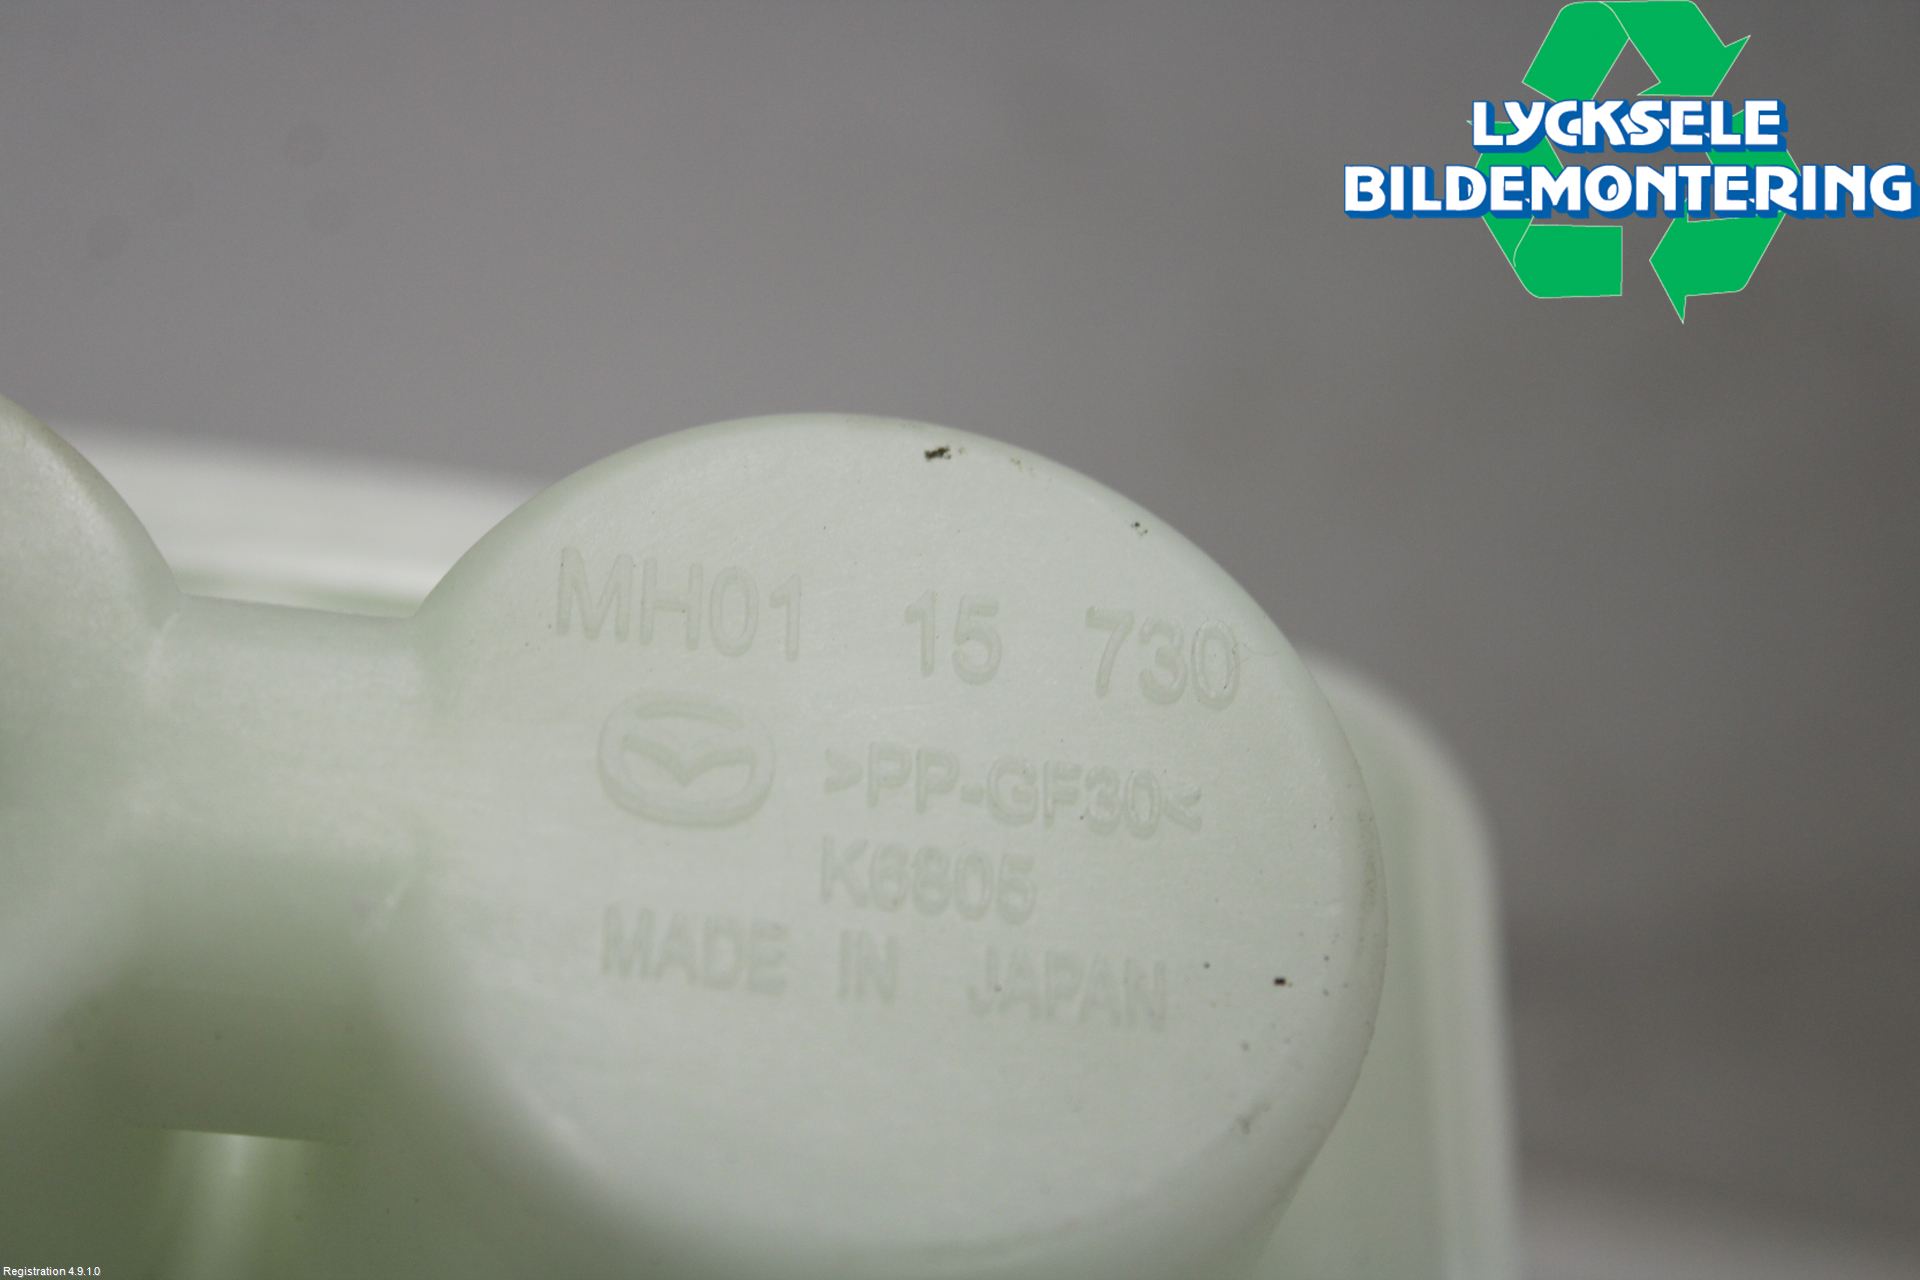 LYCKSELE
BILDEMONTERING
MH01 15 730
>PP-GF30<
K6805
MADE IN JAPAN
Registration 4.9.1.0